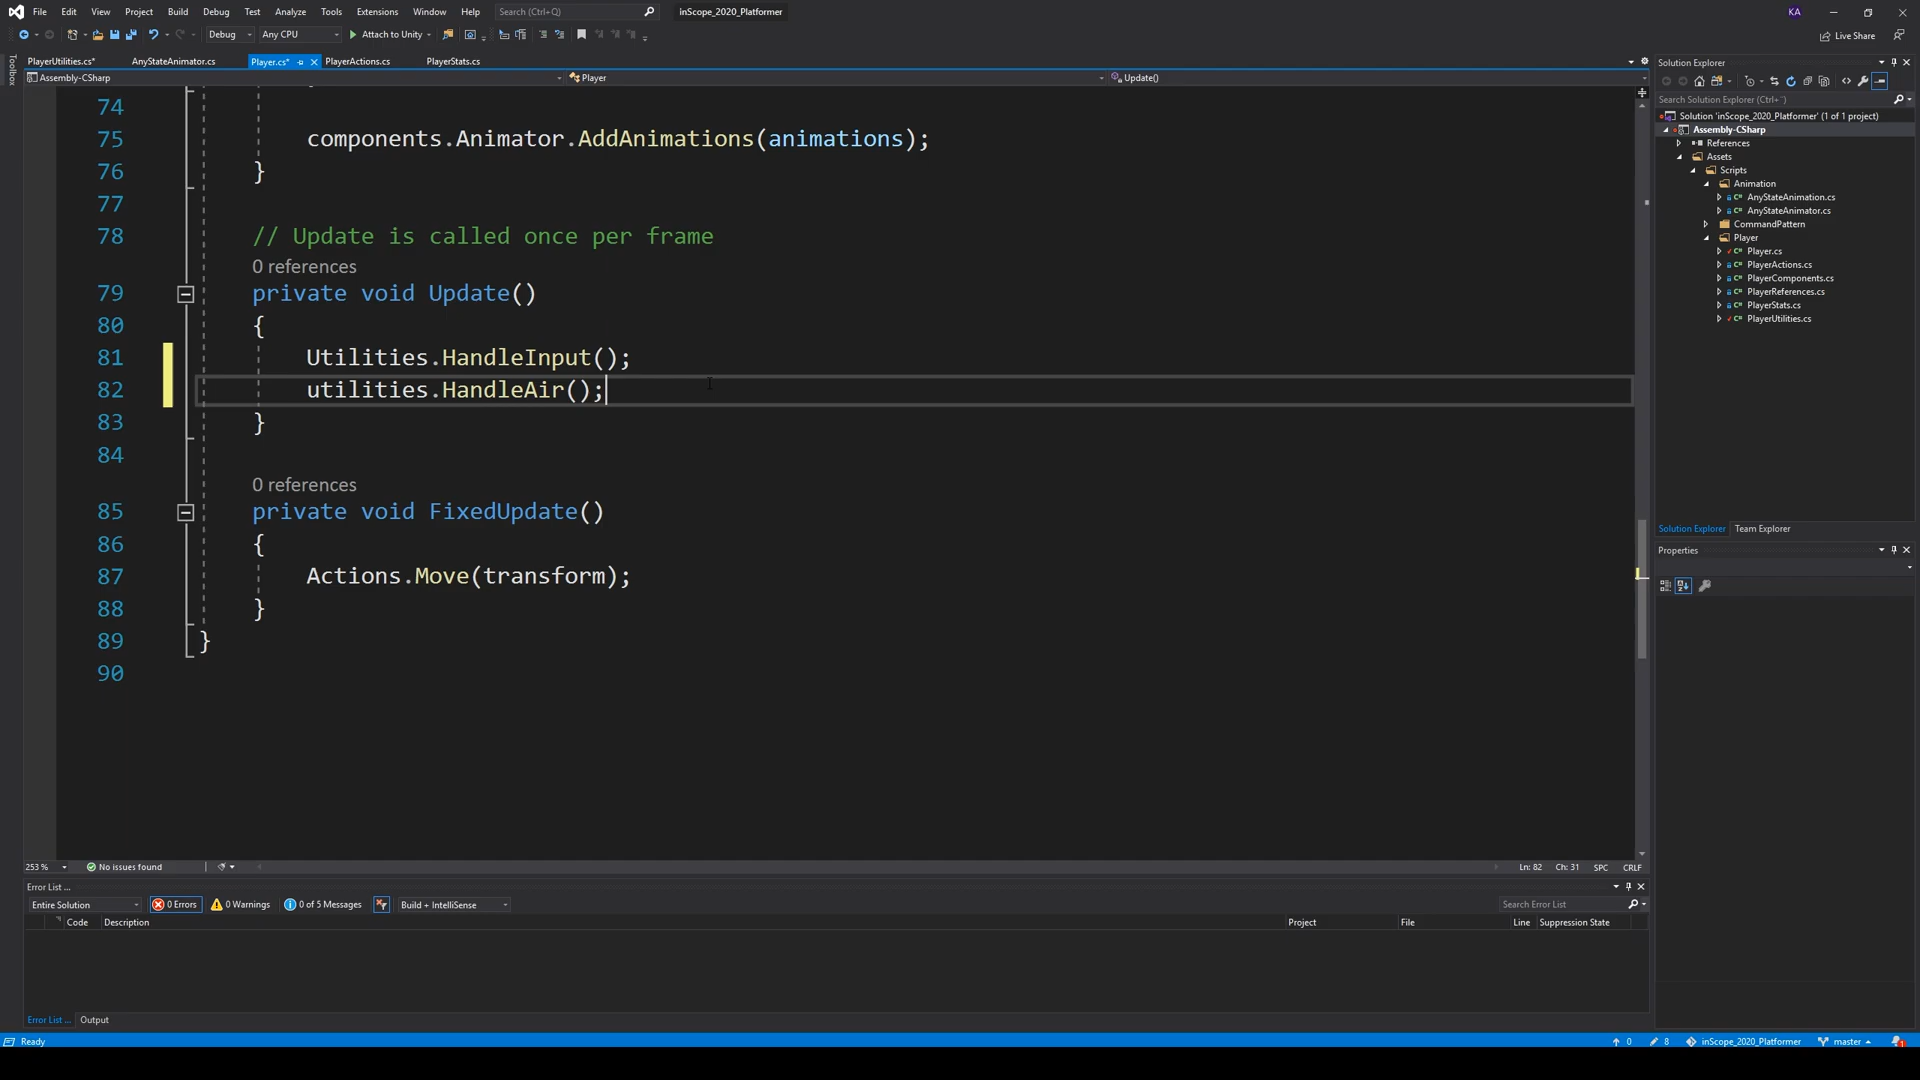 File Edit View Project Build Debug Test Analyze Tools Extensions Window Help Search (Ctrl+Q) inScope_2020_Platformer KA
Debug Any CPU Attach to Unity Live Share
PlayerUtilities.cs* AnyStateAnimator.cs Player.cs* PlayerActions.cs PlayerStats.cs
Assembly-CSharp Player Update()
Toolbox
74
75 components.Animator.AddAnimations(animations);
76 }
77
78 // Update is called once per frame
0 references
79 private void Update()
80 {
81 Utilities.HandleInput();
82 utilities.HandleAir();
83 }
84
0 references
85 private void FixedUpdate()
86 {
87 Actions.Move(transform);
88 }
89 }
90
253 % No issues found Ln: 82 Ch: 31 SPC CRLF
Error List ...
Entire Solution 0 Errors 0 Warnings 0 of 5 Messages Build + IntelliSense Search Error List
Code Description Project File Line Suppression State
Error List ... Output
Ready 0 8 inScope_2020_Platformer master 1
Solution Explorer
Search Solution Explorer (Ctrl+¨)
Solution 'inScope_2020_Platformer' (1 of 1 project)
Assembly-CSharp
References
Assets
Scripts
Animation
AnyStateAnimation.cs
AnyStateAnimator.cs
CommandPattern
Player
Player.cs
PlayerActions.cs
PlayerComponents.cs
PlayerReferences.cs
PlayerStats.cs
PlayerUtilities.cs
Solution Explorer Team Explorer
Properties